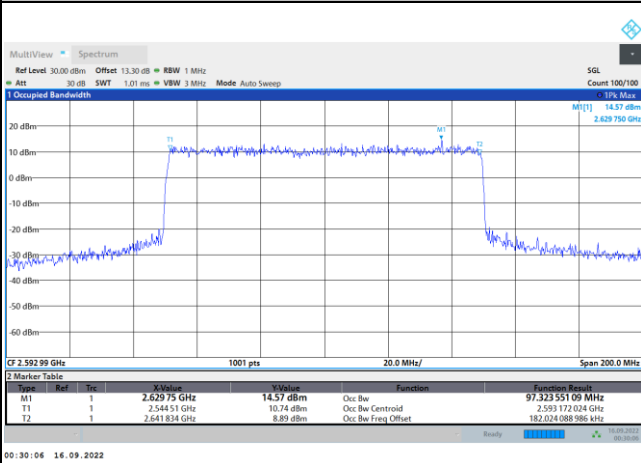 MultiView Spectrum
Ref Level 30.00 dBm Offset 13.30 dB RBW 1 MHz SGL
Att 30 dB SWT 1.01 ms VBW 3 MHz Mode Auto Sweep Count 100/100
1 Occupied Bandwidth 1Pk Max
M1[1] 14.57 dBm
2.629 750 GHz
20 dBm
M1
T1
T2
10 dBm
0 dBm
-10 dBm
-20 dBm
-30 dBm
-40 dBm
-50 dBm
-60 dBm
CF 2.592 99 GHz 1001 pts 20.0 MHz/ Span 200.0 MHz
2 Marker Table
Type Ref Trc X-Value Y-Value Function Function Result
M1 1 2.629 75 GHz 14.57 dBm Occ Bw 97.323 551 09 MHz
T1 1 2.544 51 GHz 10.74 dBm Occ Bw Centroid 2.593 172 024 GHz
T2 1 2.641 834 GHz 8.89 dBm Occ Bw Freq Offset 182.024 088 986 kHz
Ready 16.09.2022
00:30:06
00:30:06 16.09.2022